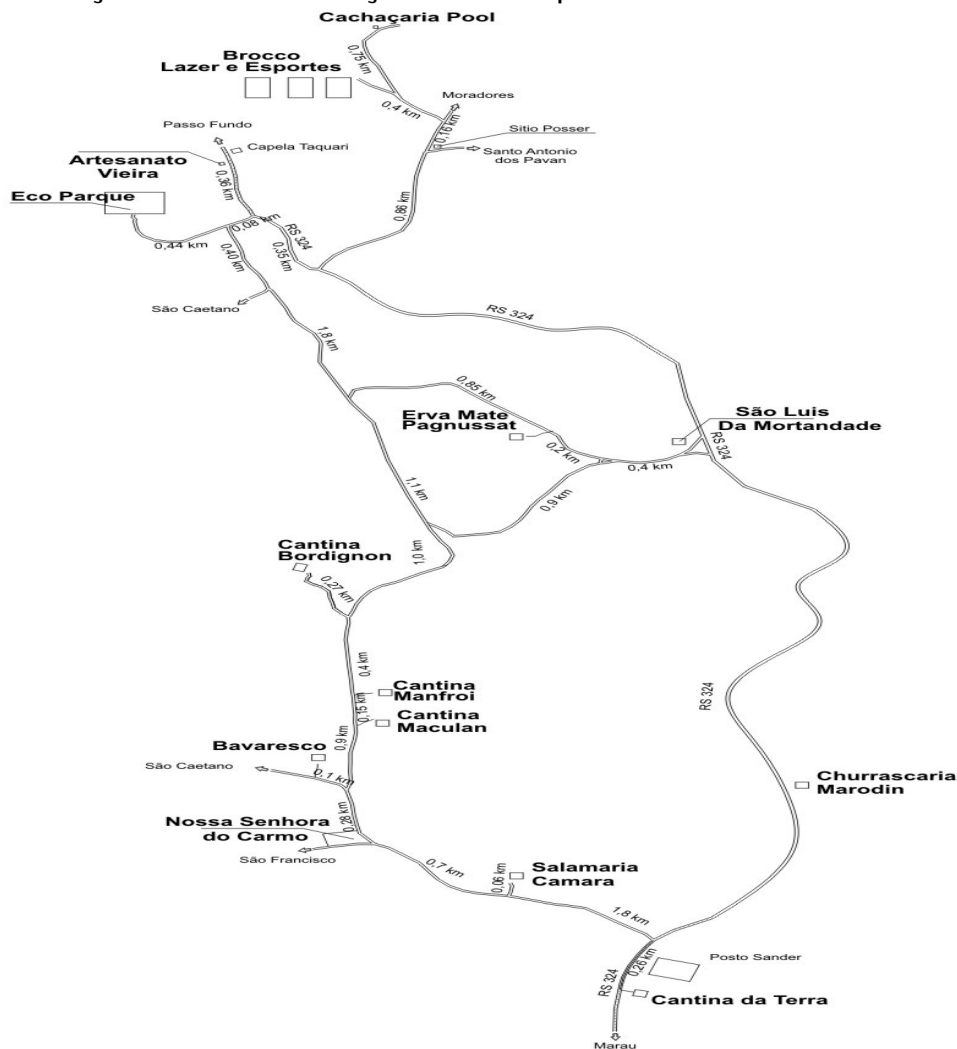 Cachaçaria Pool
0,75 km
Brocco
Lazer e Esportes
0,4 km
Moradores
0,16 km
Sitio Posser
Santo Antonio
dos Pavan
Passo Fundo
Capela Taquari
Artesanato
Vieira
0,36 km
Eco Parque
0,08 km
0,44 km
RS 324
0,35 km
0,86 km
0,40 km
São Caetano
RS 324
1,8 km
0,85 km
Erva Mate
Pagnussat
0,2 km
São Luis
Da Mortandade
RS 324
0,4 km
1,1 km
0,9 km
Cantina
Bordignon
1,0 km
0,27 km
0,4 km
Cantina
Manfroi
0,15 km
Cantina
Maculan
RS 324
0,9 km
Bavaresco
São Caetano
0,1 km
Churrascaria
Marodin
Nossa Senhora
do Carmo
0,28 km
São Francisco
0,7 km
0,06 km
Salamaria
Camara
1,8 km
Posto Sander
0,26 km
RS 324
Cantina da Terra
Marau